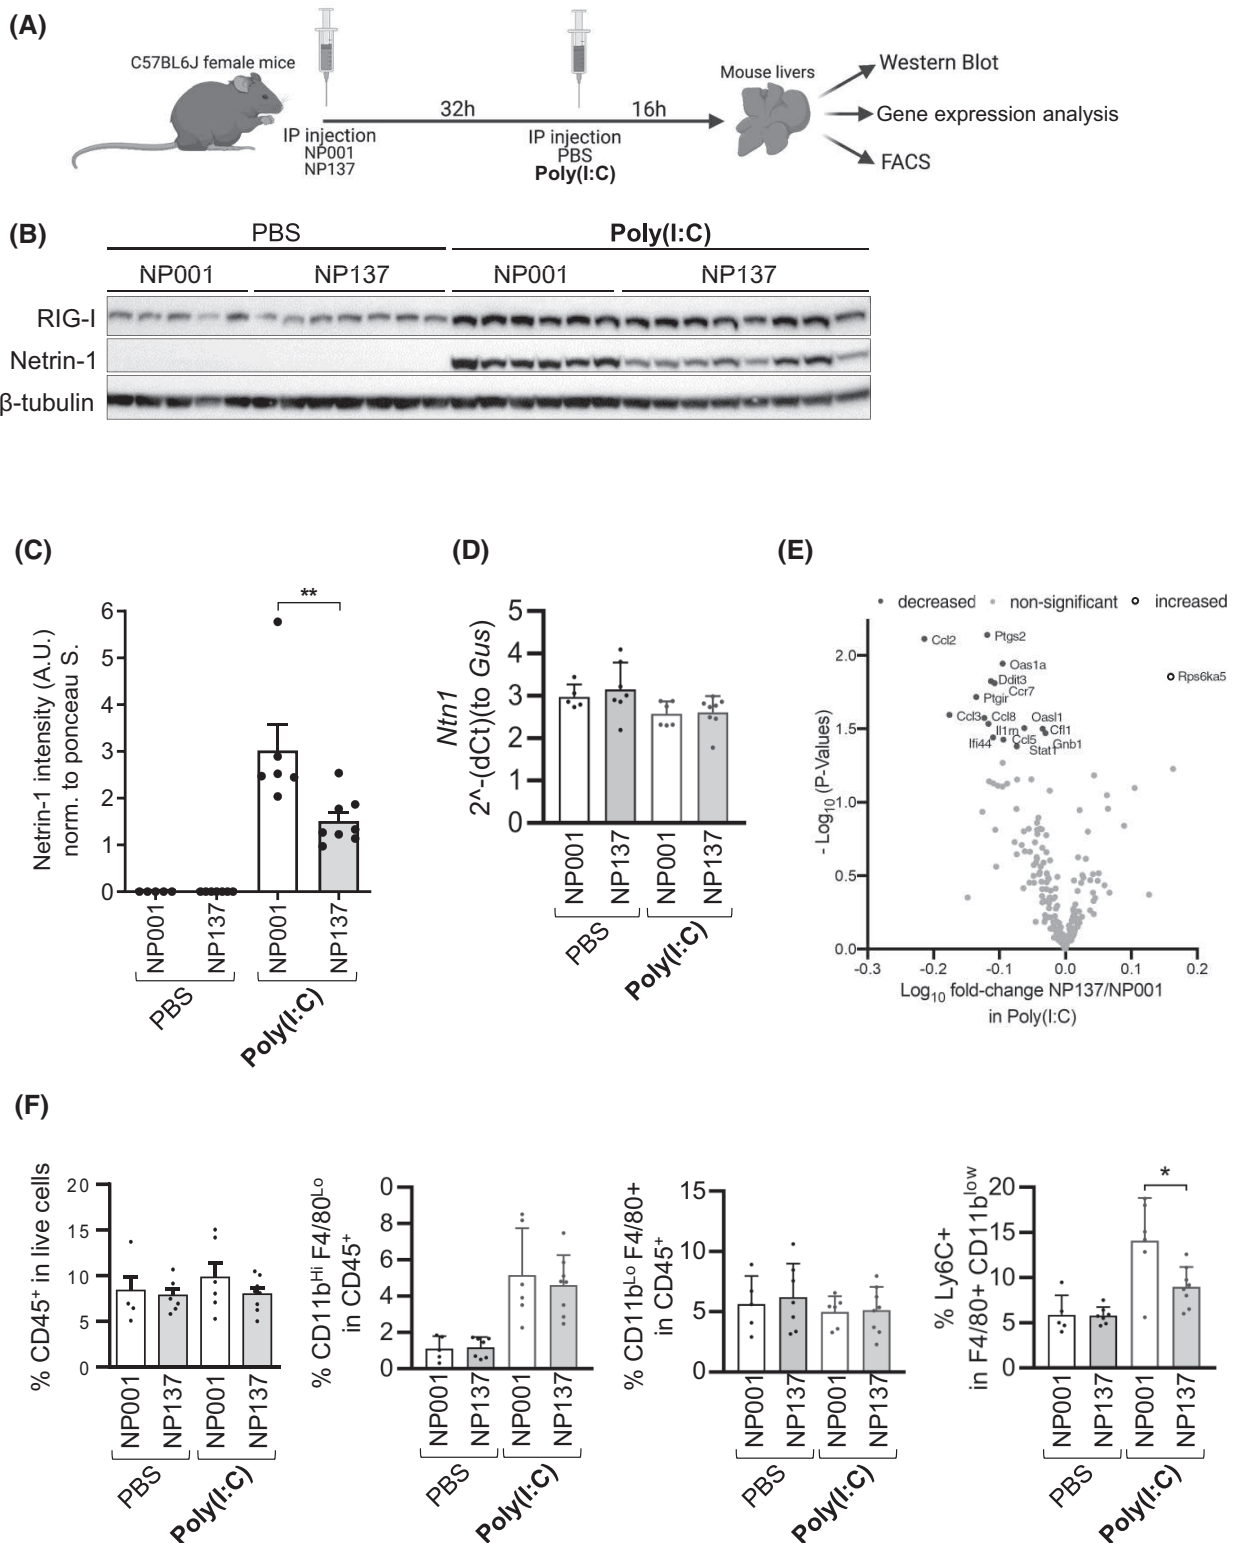 (A)
C57BL6J female mice
IP injection
NP001
NP137
32h
IP injection
PBS
Poly(I:C)
16h
Mouse livers
Western Blot
Gene expression analysis
FACS
(B)
PBS
Poly(I:C)
NP001
NP137
NP001
NP137
RIG-I
Netrin-1
β-tubulin
(C)
Netrin-1 intensity (A.U.)
norm. to ponceau S.
6
5
4
3
2
1
0
**
NP001
NP137
NP001
NP137
PBS
Poly(I:C)
(D)
Ntn1
2^-(dCt)(to Gus)
5
4
3
2
1
0
NP001
NP137
NP001
NP137
PBS
Poly(I:C)
(E)
decreased
non-significant
increased
- Log10 (P-Values)
2.0
1.5
1.0
0.5
0.0
Ccl2
Ptgs2
Oas1a
Rps6ka5
Ddit3
Ccr7
Ptgir
Ccl3
Ccl8
Oasl1
Il1rn
Cfl1
Ifi44
Ccl5
Gnb1
Stat1
-0.3
-0.2
-0.1
0.0
0.1
0.2
Log10 fold-change NP137/NP001
in Poly(I:C)
(F)
% CD45+ in live cells
20
15
10
5
0
NP001
NP137
NP001
NP137
PBS
Poly(I:C)
% CD11bHi F4/80Lo
in CD45+
0
8
6
4
2
0
NP001
NP137
NP001
NP137
PBS
Poly(I:C)
% CD11bLo F4/80+
in CD45+
15
10
5
0
NP001
NP137
NP001
NP137
PBS
Poly(I:C)
% Ly6C+
in F4/80+ CD11blow
20
15
10
5
0
*
NP001
NP137
NP001
NP137
PBS
Poly(I:C)